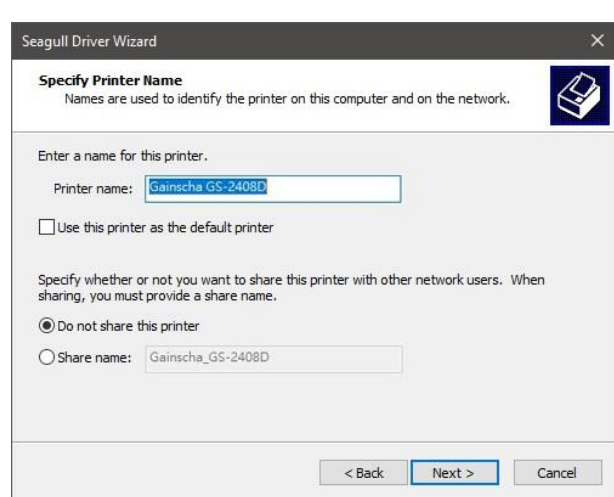 Seagull Driver Wizard
Specify Printer Name
Names are used to identify the printer on this computer and on the network.
Enter a name for this printer.
Printer name: Gainscha GS-2408D
Use this printer as the default printer
Specify whether or not you want to share this printer with other network users. When
sharing, you must provide a share name.
Do not share this printer
Share name: Gainscha_GS-2408D
< Back Next > Cancel